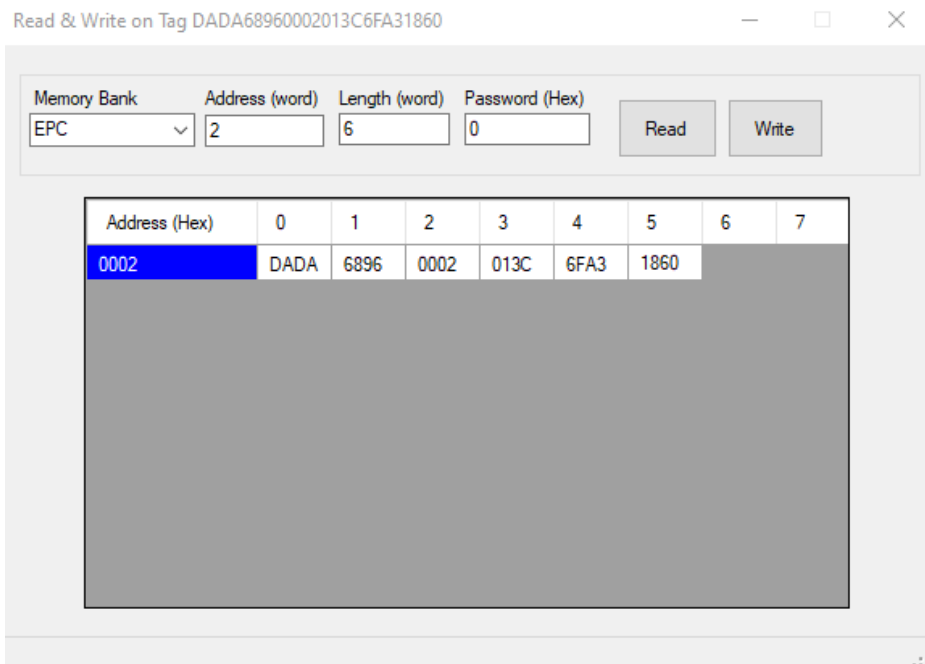 Read & Write on Tag DADA68960002013C6FA31860
Memory Bank Address (word) Length (word) Password (Hex)
EPC 2 6 0 Read Write
Address (Hex) 0 1 2 3 4 5 6 7
0002 DADA 6896 0002 013C 6FA3 1860